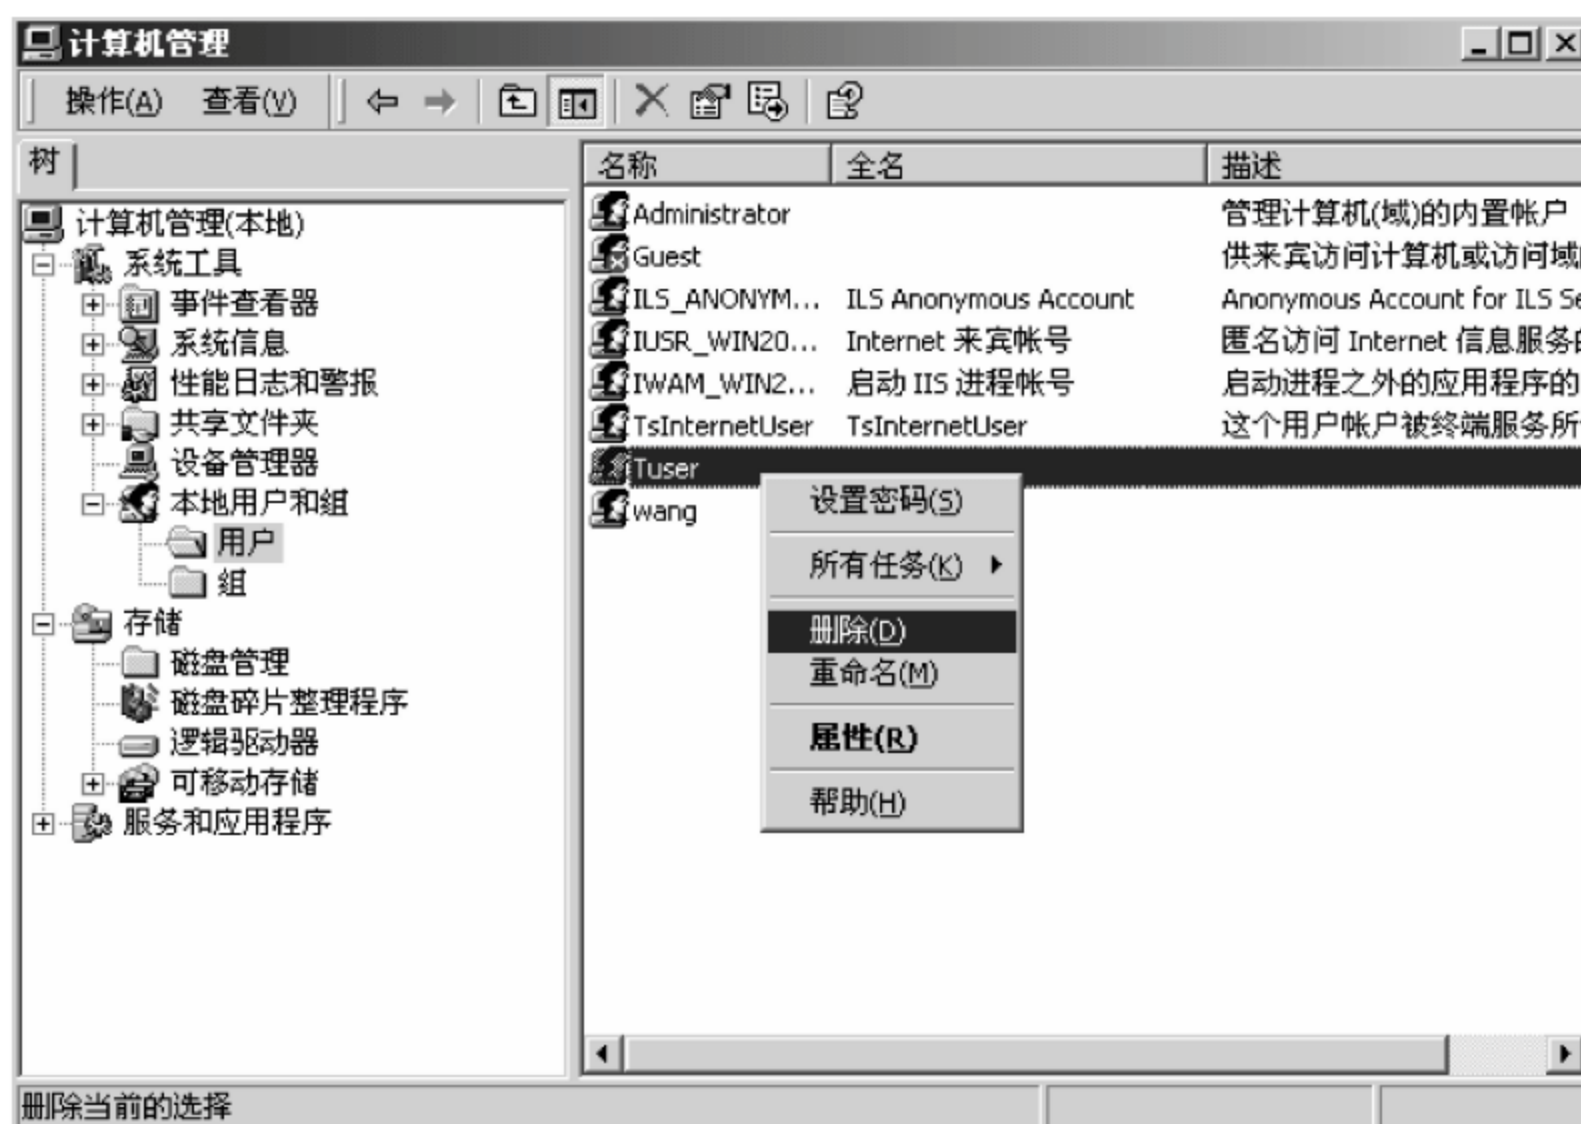 计算机管理
操作(A) 查看(V)
树
名称 全名 描述
计算机管理(本地)
系统工具
事件查看器
系统信息
性能日志和警报
共享文件夹
设备管理器
本地用户和组
用户
组
存储
磁盘管理
磁盘碎片整理程序
逻辑驱动器
可移动存储
服务和应用程序
Administrator 管理计算机(域)的内置帐户
Guest 供来宾访问计算机或访问域
ILS_ANONYM... ILS Anonymous Account Anonymous Account for ILS Se
IUSR_WIN20... Internet 来宾帐号 匿名访问 Internet 信息服务的
IWAM_WIN2... 启动 IIS 进程帐号 启动进程之外的应用程序的
TsInternetUser TsInternetUser 这个用户帐户被终端服务所
Tuser
wang
设置密码(S)
所有任务(K)
删除(D)
重命名(M)
属性(R)
帮助(H)
删除当前的选择